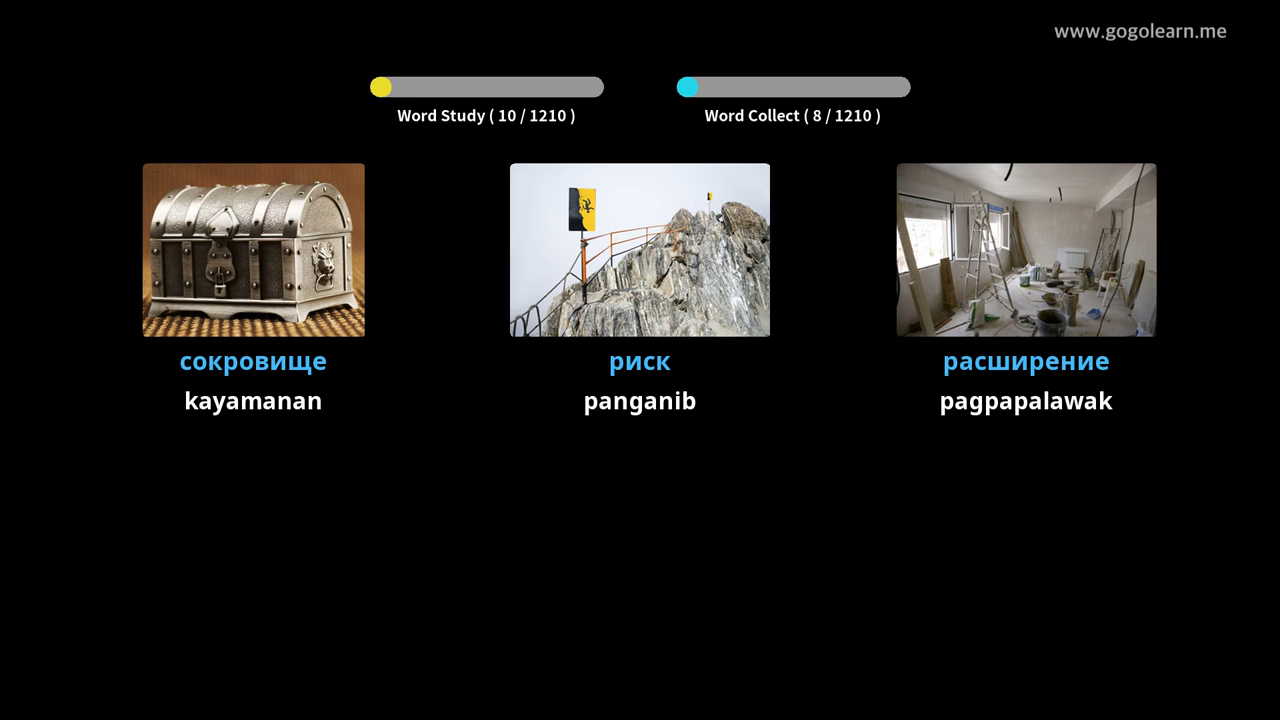 www.gogolearn.me
Word Study ( 10 / 1210 )
Word Collect ( 8 / 1210 )
сокровище
kayamanan
риск
panganib
расширение
pagpapalawak